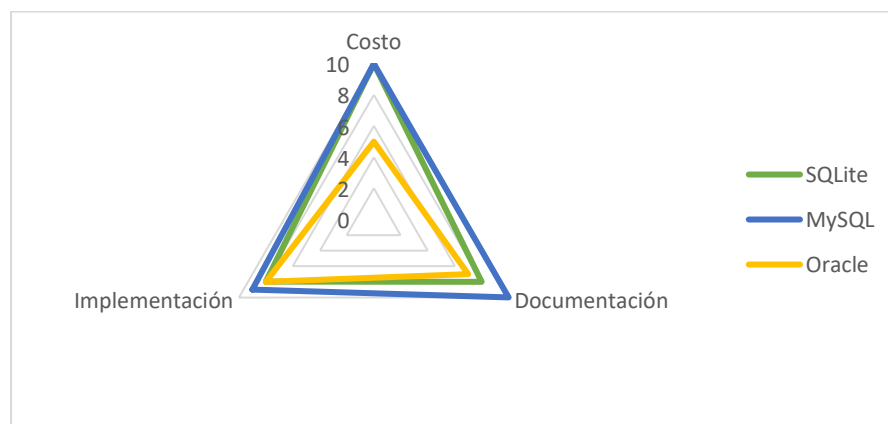 Costo
10
8
6
4
2
0
SQLite
MySQL
Oracle
Implementación
Documentación